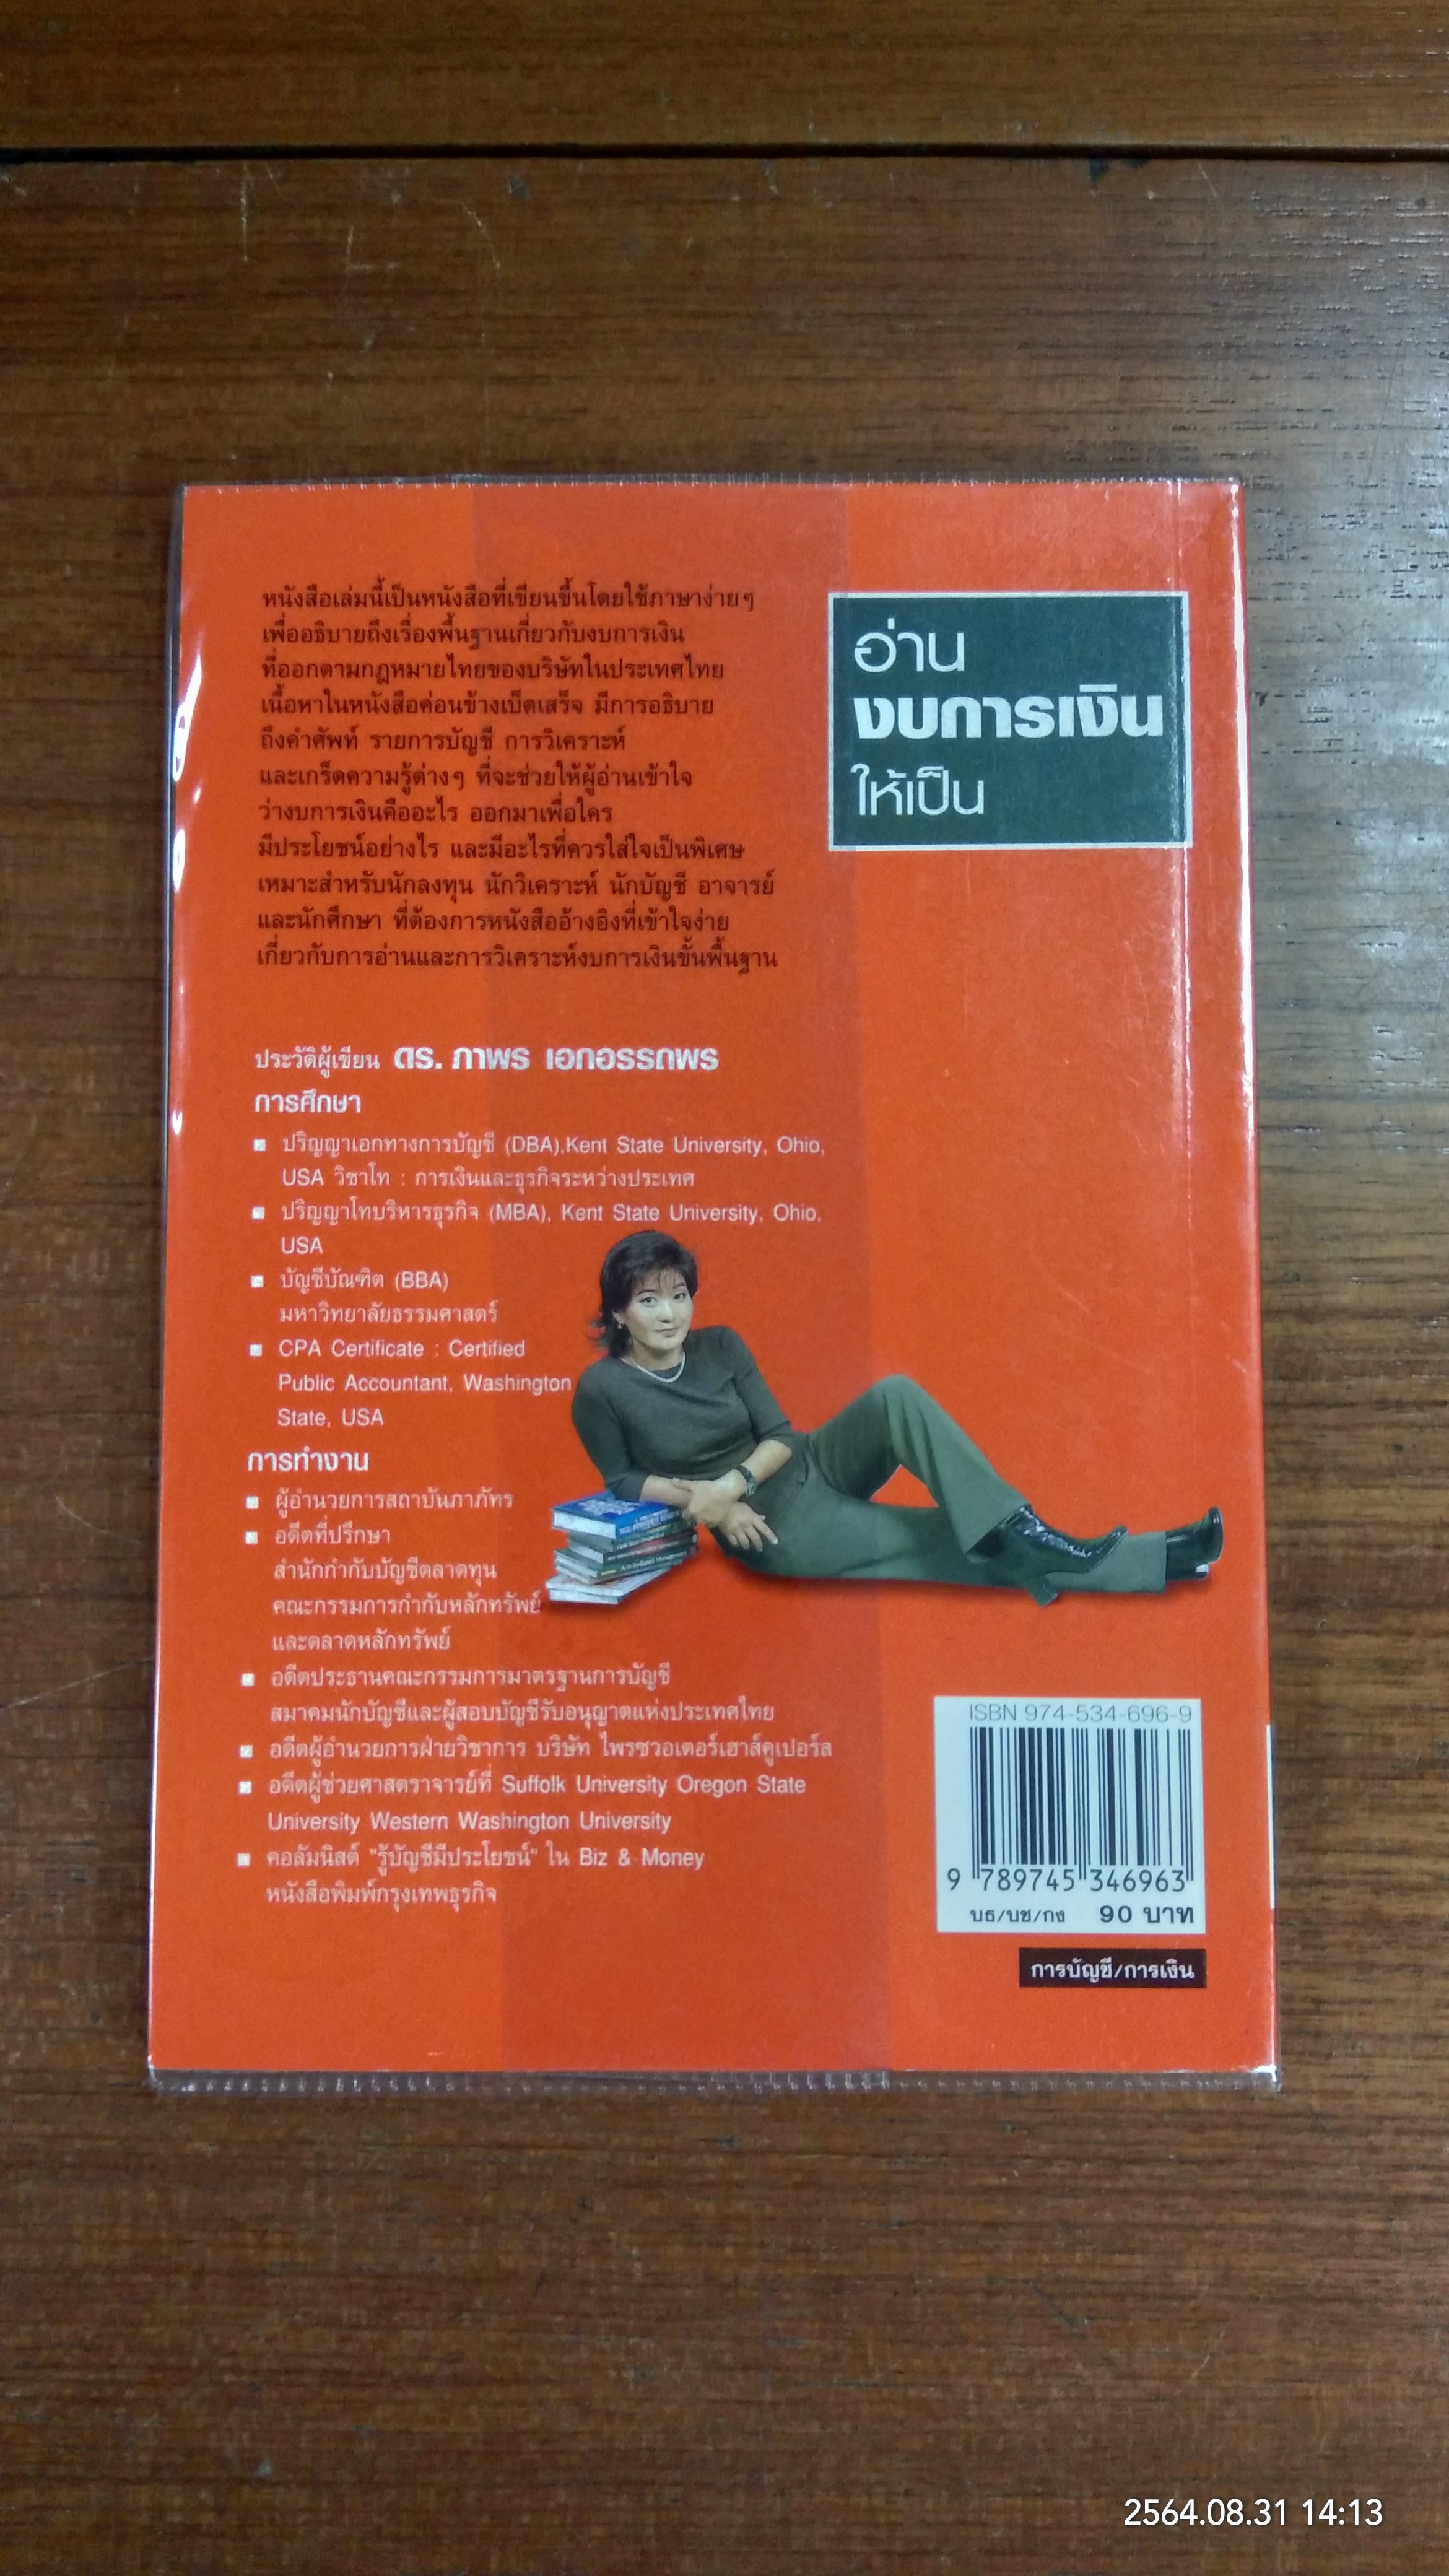 หนังสือเล่มนี้เป็นหนังสือที่เขียนขึ้นโดยใช้ภาษาง่ายๆ
เพื่ออธิบายถึงเรื่องพื้นฐานเกี่ยวกับงบการเงิน
ที่ออกตามกฎหมายไทยของบริษัทในประเทศไทย
เนื้อหาในหนังสือค่อนข้างเบ็ดเสร็จ มีการอธิบาย
ถึงคำศัพท์ รายการบัญชี การวิเคราะห์
และเกร็ดความรู้ต่างๆ ที่จะช่วยให้ผู้อ่านเข้าใจ
ว่างบการเงินคืออะไร ออกมาเพื่อใคร
มีประโยชน์อย่างไร และมีอะไรที่ควรใส่ใจเป็นพิเศษ
เหมาะสำหรับนักลงทุน นักวิเคราะห์ นักบัญชี อาจารย์
และนักศึกษา ที่ต้องการหนังสืออ้างอิงที่เข้าใจง่าย
เกี่ยวกับการอ่านและการวิเคราะห์งบการเงินขั้นพื้นฐาน
อ่าน
งบการเงิน
ให้เป็น
ประวัติผู้เขียน ดร. ภาพร เอกอรรถพร
การศึกษา
ปริญญาเอกทางการบัญชี (DBA),Kent State University, Ohio,
USA วิชาโท : การเงินและธุรกิจระหว่างประเทศ
ปริญญาโทบริหารธุรกิจ (MBA), Kent State University, Ohio,
USA
บัญชีบัณฑิต (BBA)
มหาวิทยาลัยธรรมศาสตร์
CPA Certificate : Certified
Public Accountant, Washington
State, USA
การทำงาน
ผู้อำนวยการสถาบันภาภัทร
อดีตที่ปรึกษา
สำนักกำกับบัญชีตลาดทุน
คณะกรรมการกำกับหลักทรัพย์
และตลาดหลักทรัพย์
อดีตประธานคณะกรรมการมาตรฐานการบัญชี
สมาคมนักบัญชีและผู้สอบบัญชีรับอนุญาตแห่งประเทศไทย
อดีตผู้อำนวยการฝ่ายวิชาการ บริษัท ไพรซวอเตอร์เฮาส์คูเปอร์ส
อดีตผู้ช่วยศาสตราจารย์ที่ Suffolk University Oregon State
University Western Washington University
คอลัมนิสต์ "รู้บัญชีมีประโยชน์" ใน Biz & Money
หนังสือพิมพ์กรุงเทพธุรกิจ
ISBN 974-534-696-9
9 789745 346963
บธ/บช/กง 90 บาท
การบัญชี/การเงิน
2564.08.31 14:13